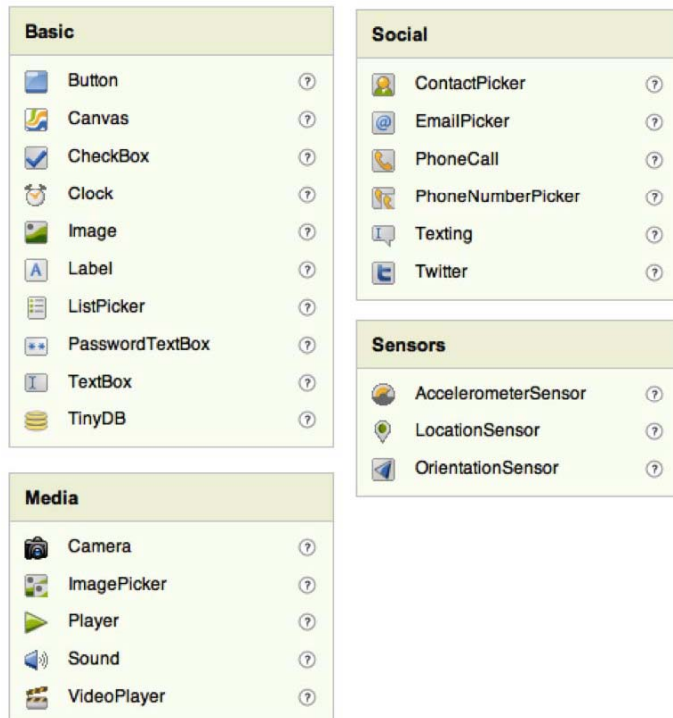 Basic
Button
Canvas
CheckBox
Clock
Image
Label
ListPicker
PasswordTextBox
TextBox
TinyDB
Media
Camera
ImagePicker
Player
Sound
VideoPlayer
Social
ContactPicker
EmailPicker
PhoneCall
PhoneNumberPicker
Texting
Twitter
Sensors
AccelerometerSensor
LocationSensor
OrientationSensor